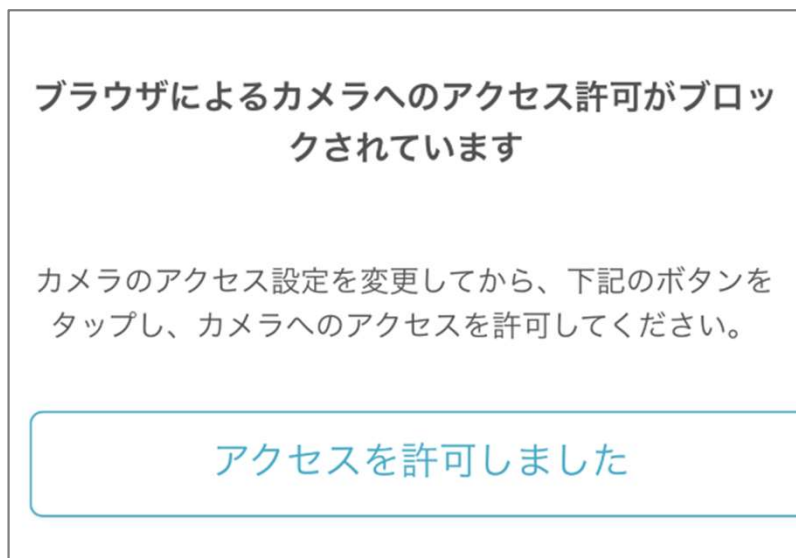 ブラウザによるカメラへのアクセス許可がブロッ
クされています
カメラのアクセス設定を変更してから、下記のボタンを
タップし、カメラへのアクセスを許可してください。
アクセスを許可しました